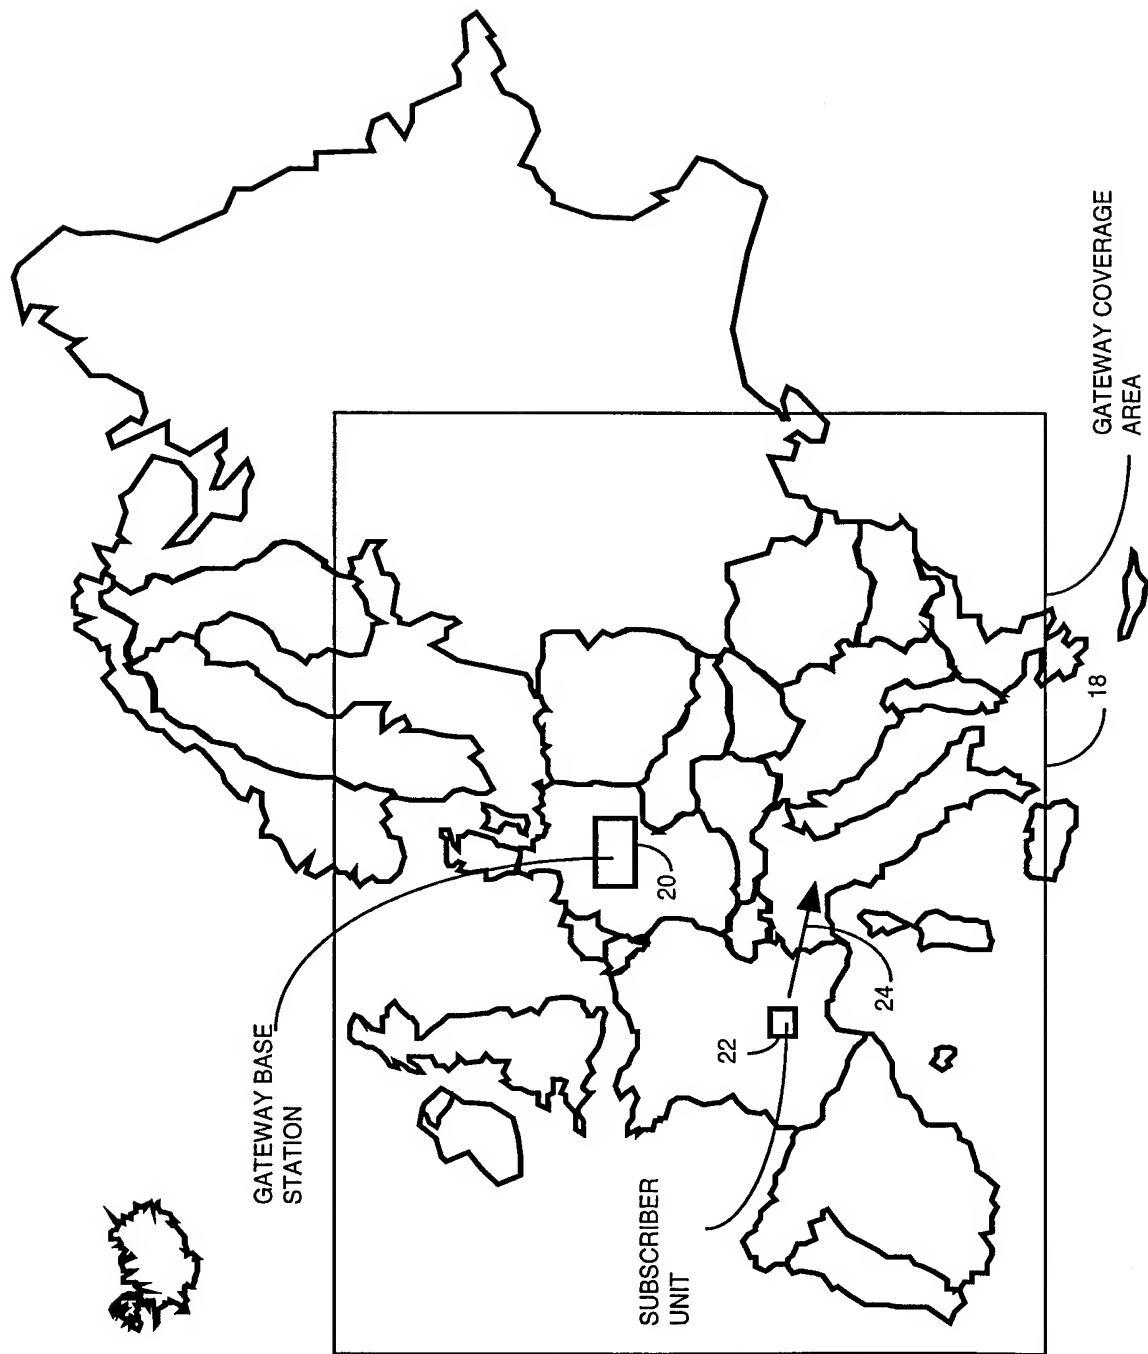 GATEWAY BASE
STATION
20
22
SUBSCRIBER
UNIT
24
18
GATEWAY COVERAGE
AREA